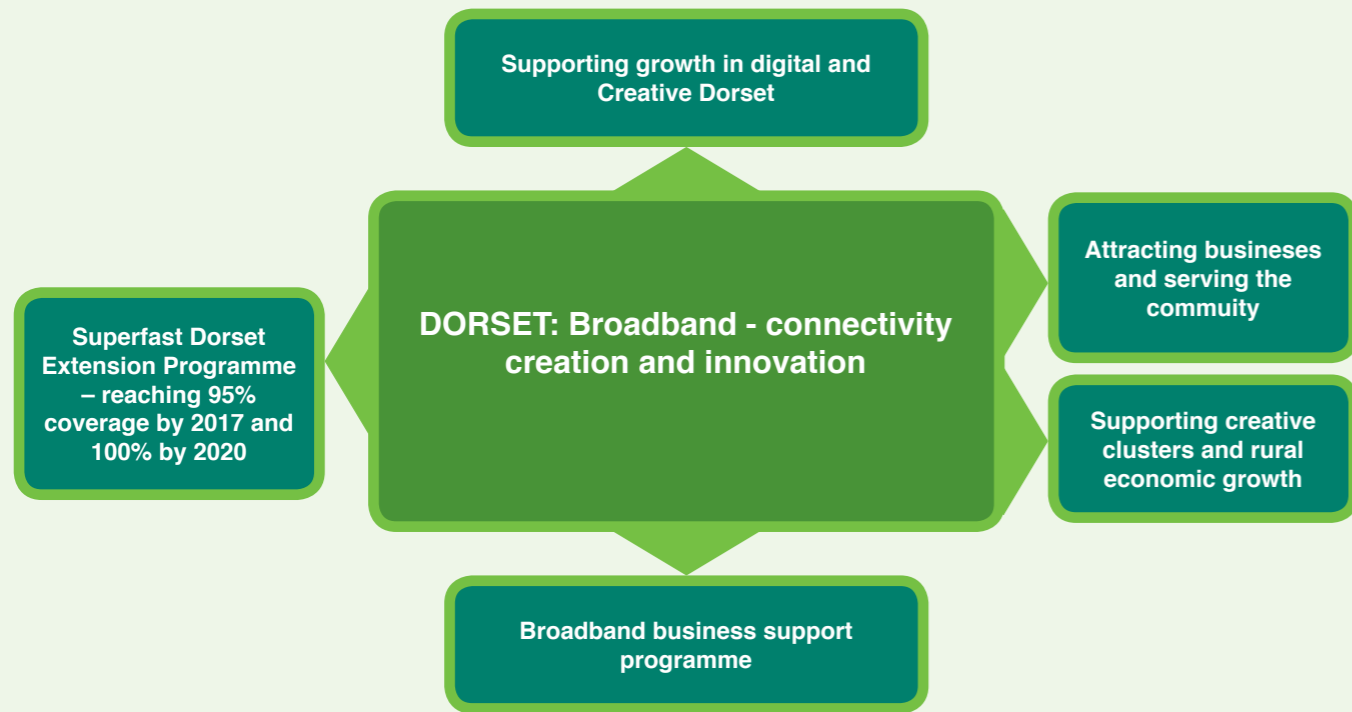 Supporting growth in digital and
Creative Dorset
DORSET: Broadband - connectivity
creation and innovation
Attracting busineses
and serving the
commuity
Superfast Dorset
Extension Programme
– reaching 95%
coverage by 2017 and
100% by 2020
Supporting creative
clusters and rural
economic growth
Broadband business support
programme